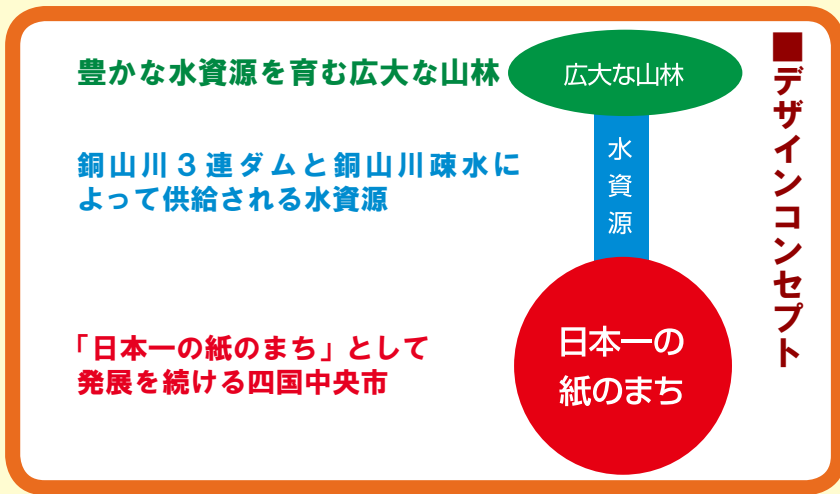 ■デザインコンセプト
豊かな水資源を育む広大な山林
広大な山林
銅山川3連ダムと銅山川疎水に
よって供給される水資源
水資源
「日本一の紙のまち」として
発展を続ける四国中央市
日本一の
紙のまち